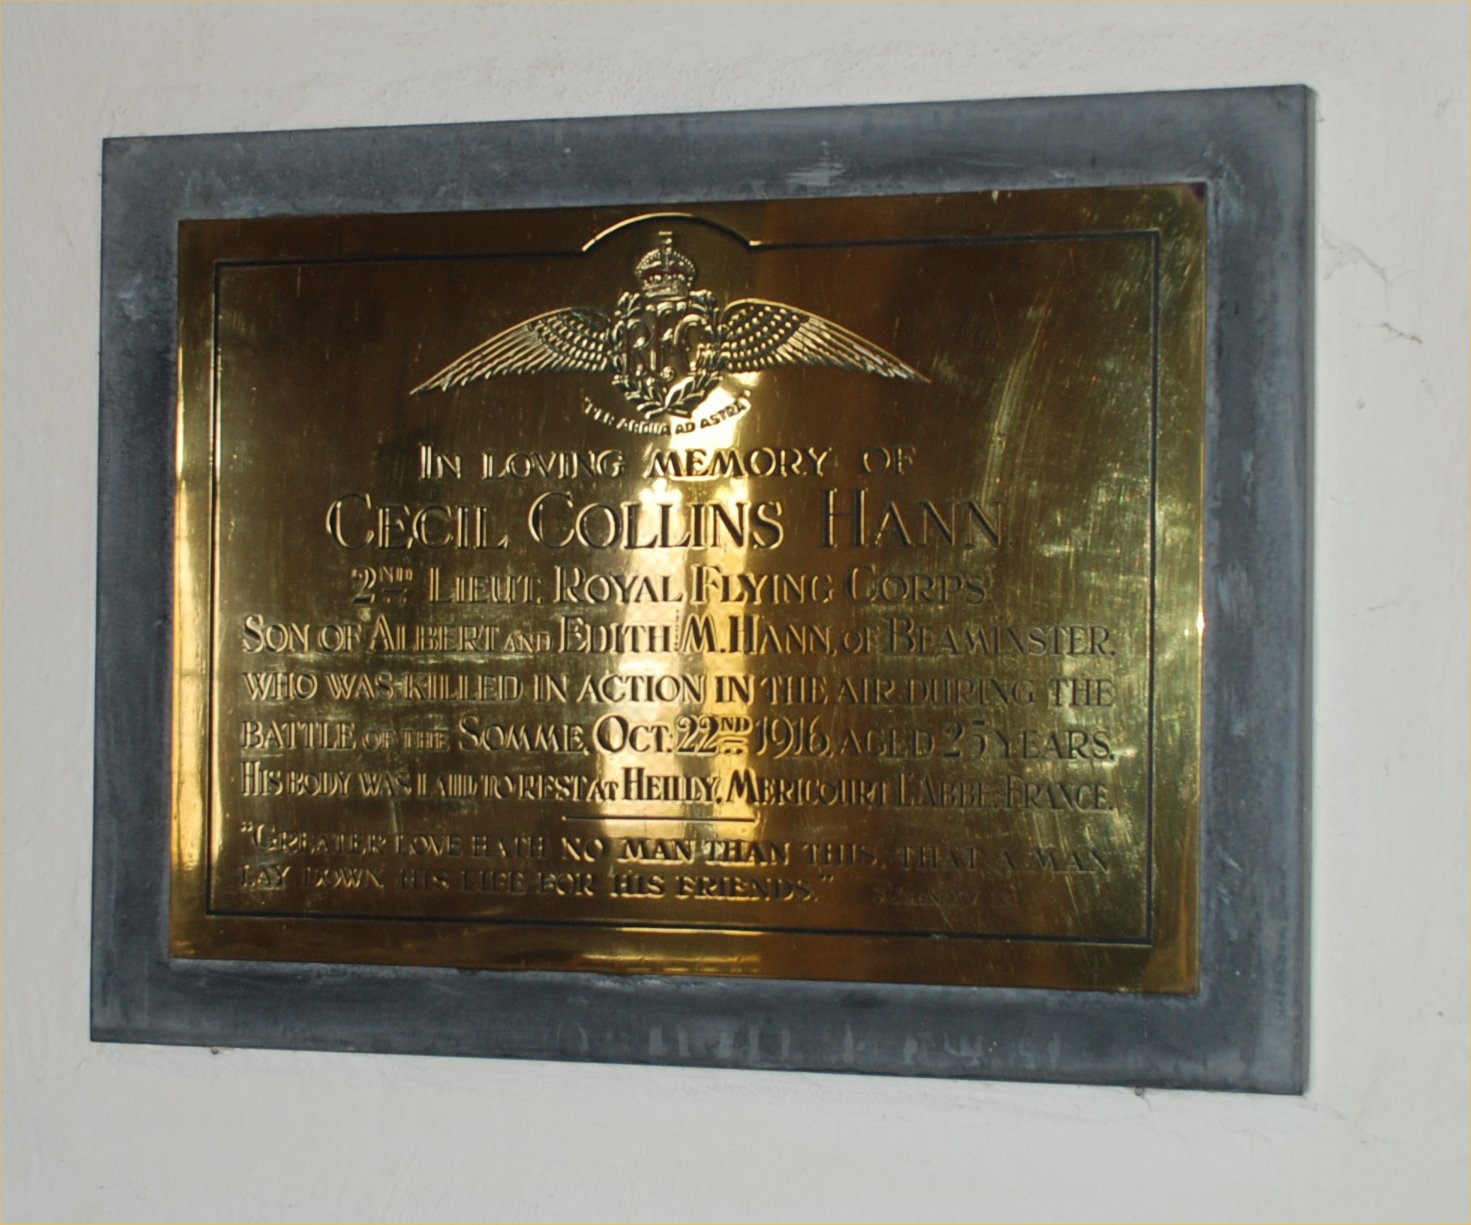 RFC
"PER ARDUA AD ASTRA"
IN LOVING MEMORY OF
CECIL COLLINS HANN.
2ND LIEUT. ROYAL FLYING CORPS.
SON OF ALBERT AND EDITH M. HANN, OF BEAMINSTER.
WHO WAS KILLED IN ACTION IN THE AIR DURING THE
BATTLE OF THE SOMME, OCT. 22ND 1916, AGED 25 YEARS.
HIS BODY WAS LAID TO REST AT HEILLY, MERICOURT L'ABBE, FRANCE.
"GREATER LOVE HATH NO MAN THAN THIS, THAT A MAN
LAY DOWN HIS LIFE FOR HIS FRIENDS."